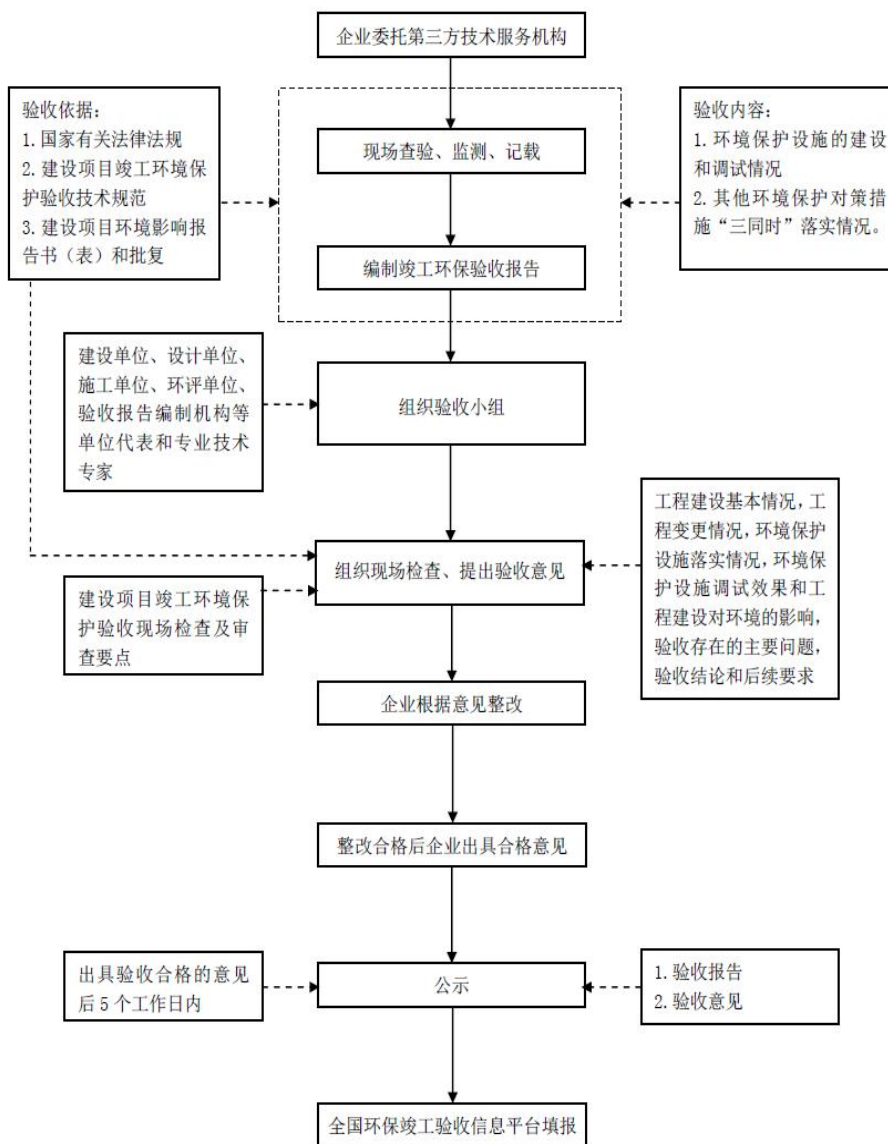 企业委托第三方技术服务机构
验收依据：
1. 国家有关法律法规
2. 建设项目竣工环境保
护验收技术规范
3. 建设项目环境影响报
告书（表）和批复
现场查验、监测、记载
验收内容：
1. 环境保护设施的建设
和调试情况
2. 其他环境保护对策措
施“三同时”落实情况。
编制竣工环保验收报告
建设单位、设计单位、
施工单位、环评单位、
验收报告编制机构等
单位代表和专业技术
专家
组织验收小组
组织现场检查、提出验收意见
工程建设基本情况，工
程变更情况，环境保护
设施落实情况，环境保
护设施调试效果和工
程建设对环境的影响，
验收存在的主要问题，
验收结论和后续要求
建设项目竣工环境保
护验收现场检查及审
查要点
企业根据意见整改
整改合格后企业出具合格意见
出具验收合格的意见
后 5 个工作日内
公示
1. 验收报告
2. 验收意见
全国环保竣工验收信息平台填报